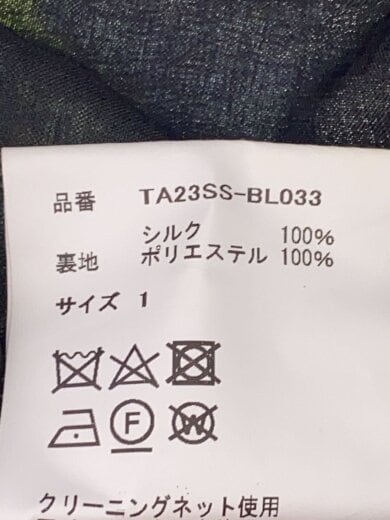 品番 TA23SS-BL033
シルク 100%
裏地 ポリエステル 100%
サイズ 1
F W
クリーニングネット使用